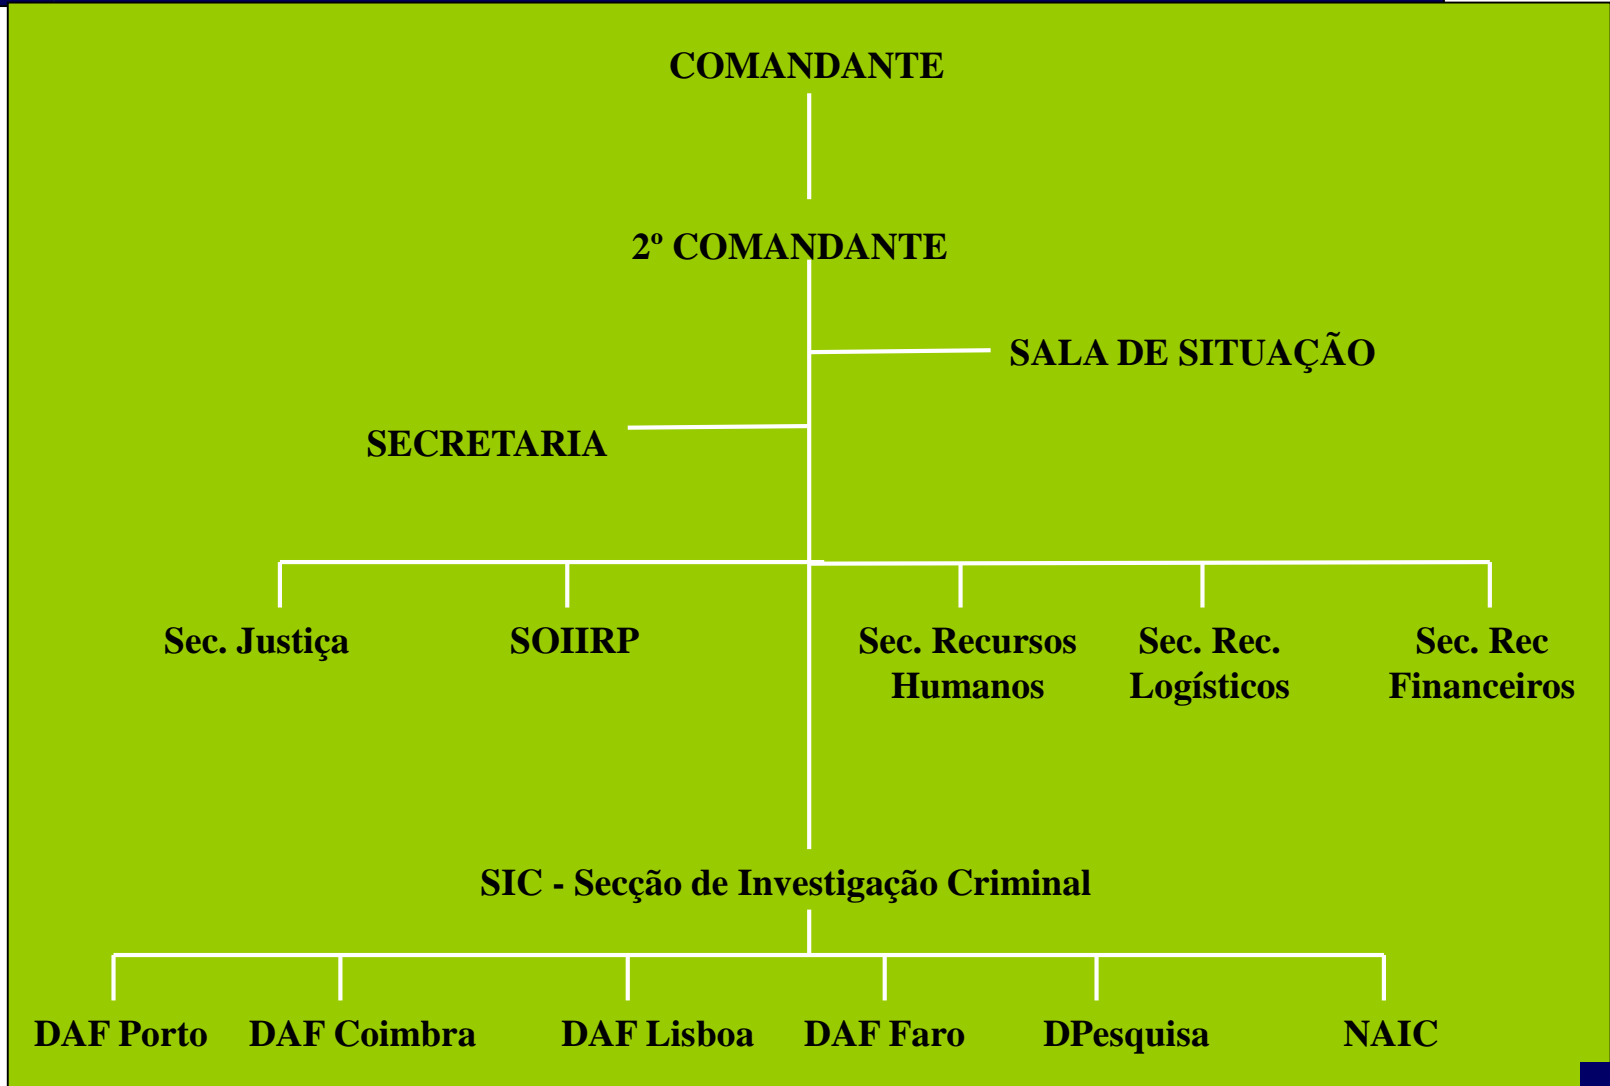 COMANDANTE
2º COMANDANTE
SALA DE SITUAÇÃO
SECRETARIA
Sec. Justiça
SOIIRP
Sec. Recursos
Humanos
Sec. Rec.
Logísticos
Sec. Rec
Financeiros
SIC - Secção de Investigação Criminal
DAF Porto
DAF Coimbra
DAF Lisboa
DAF Faro
DPesquisa
NAIC